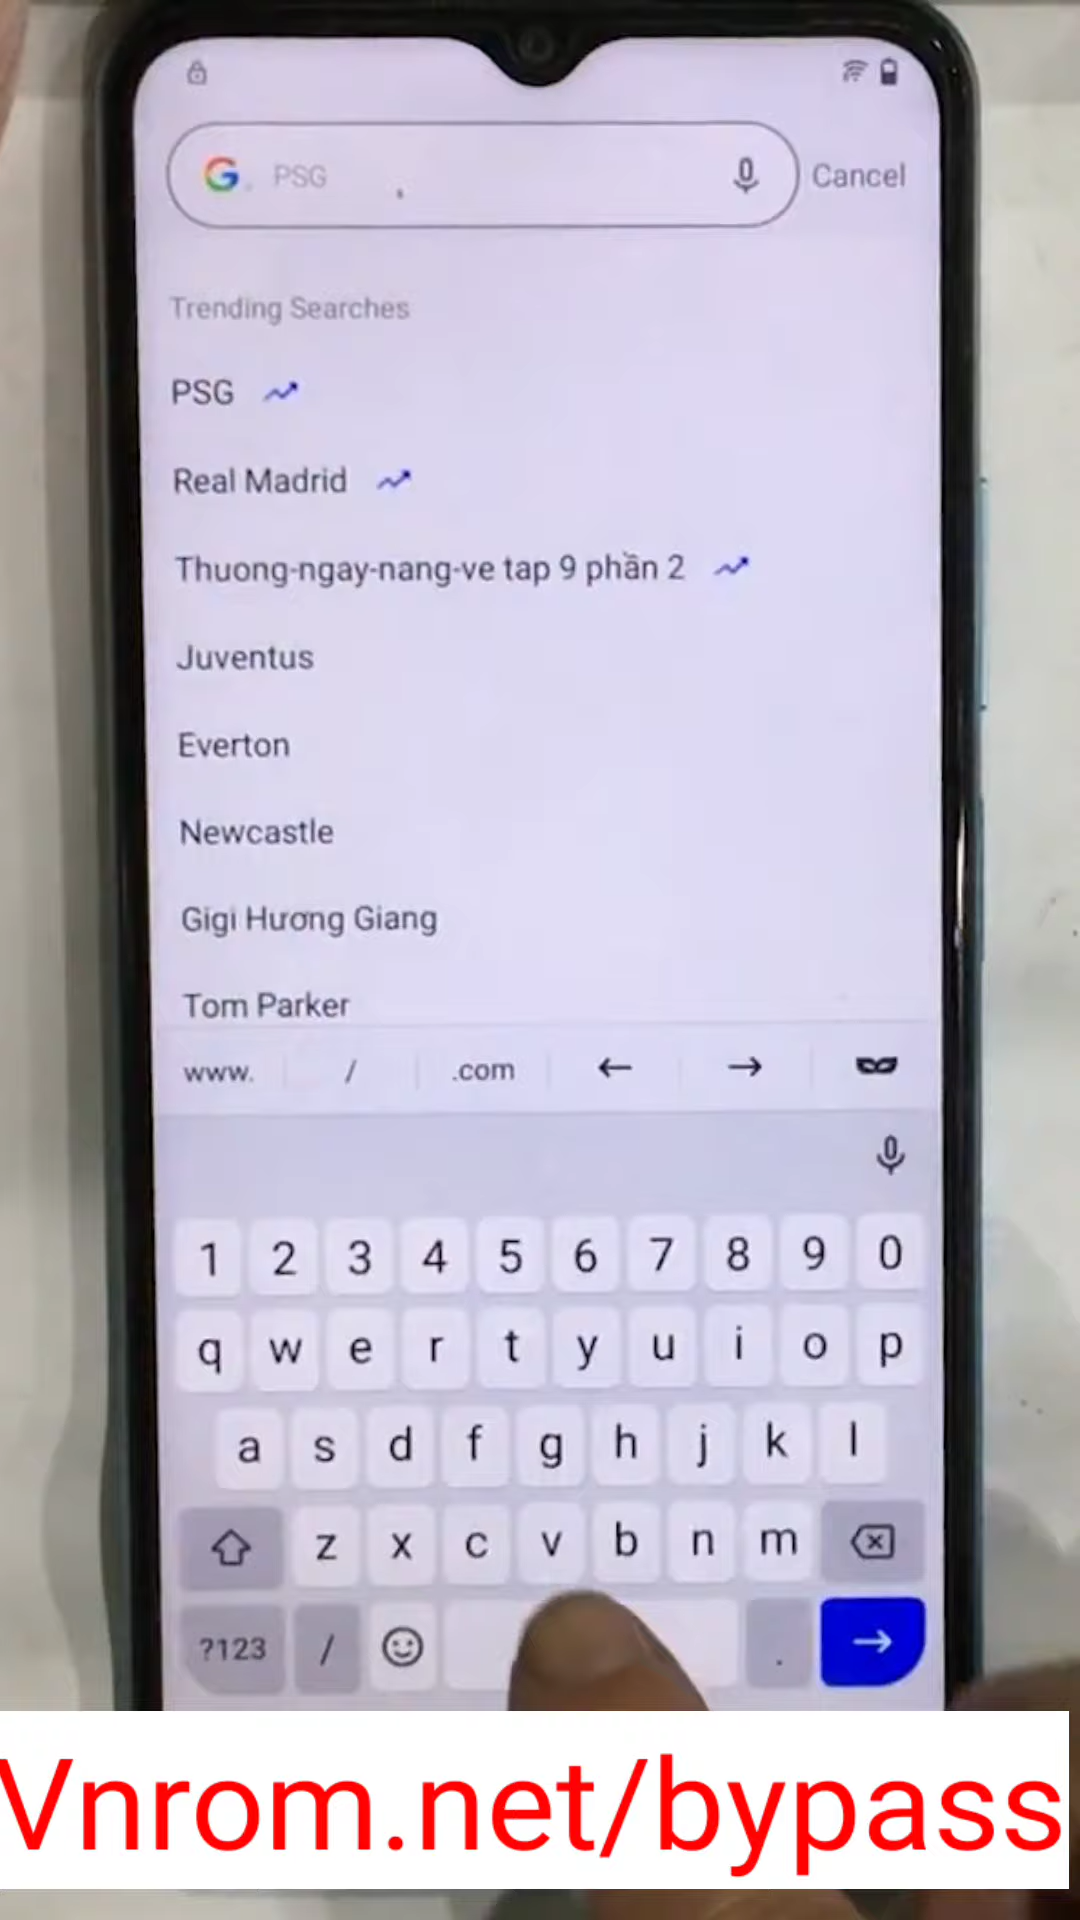 PSG
Cancel
Trending Searches
PSG
Real Madrid
Thuong-ngay-nang-ve tap 9 phần 2
Juventus
Everton
Newcastle
Gigi Hương Giang
Tom Parker
www. / .com ← →
1 2 3 4 5 6 7 8 9 0
q w e r t y u i o p
a s d f g h j k l
z x c v b n m
?123 / .
Vnrom.net/bypass